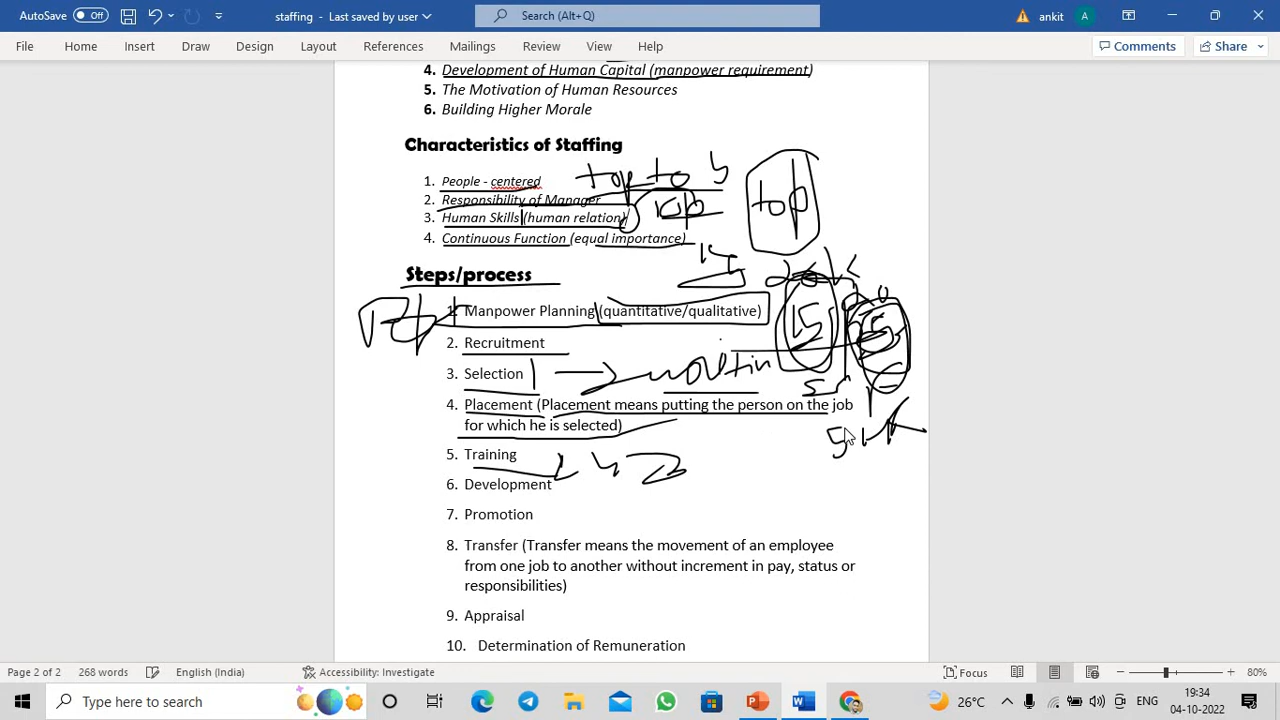 AutoSave Off
staffing - Last saved by user
Search (Alt+Q)
ankit
A
File Home Insert Draw Design Layout References Mailings Review View Help
Comments Share
4. Development of Human Capital (manpower requirement)
5. The Motivation of Human Resources
6. Building Higher Morale
Characteristics of Staffing
1. People - centered
2. Responsibility of Manager
3. Human Skills (human relation)
4. Continuous Function (equal importance)
top to
top
top
Steps/process
1. Manpower Planning (quantitative/qualitative)
15
2. Recruitment
3. Selection
4. Placement (Placement means putting the person on the job
for which he is selected)
5. Training
6. Development
7. Promotion
8. Transfer (Transfer means the movement of an employee
from one job to another without increment in pay, status or
responsibilities)
9. Appraisal
10. Determination of Remuneration
Page 2 of 2 268 words English (India) Accessibility: Investigate Focus 80%
Type here to search
26°C
ENG
19:34
04-10-2022